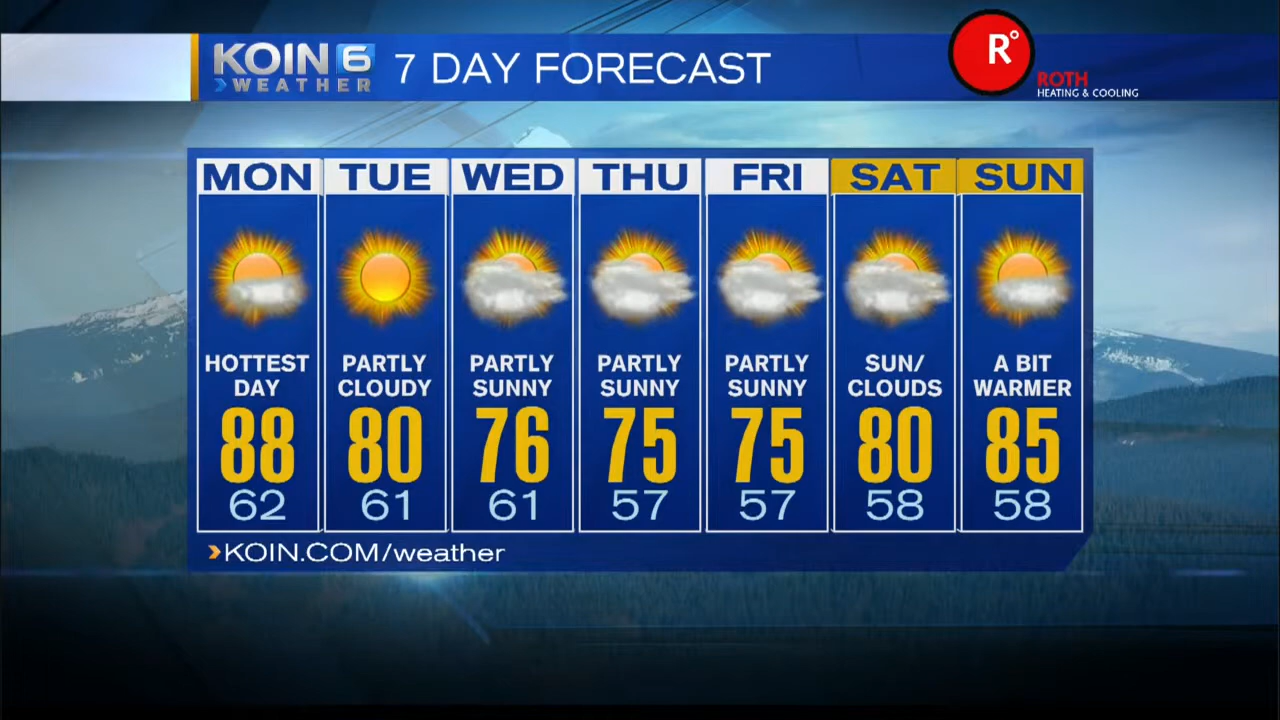 KOIN 6
WEATHER
7 DAY FORECAST
R°
ROTH
HEATING & COOLING
MON TUE WED THU FRI SAT SUN
HOTTEST DAY
88
62
PARTLY CLOUDY
80
61
PARTLY SUNNY
76
61
PARTLY SUNNY
75
57
PARTLY SUNNY
75
57
SUN/ CLOUDS
80
58
A BIT WARMER
85
58
KOIN.COM/weather